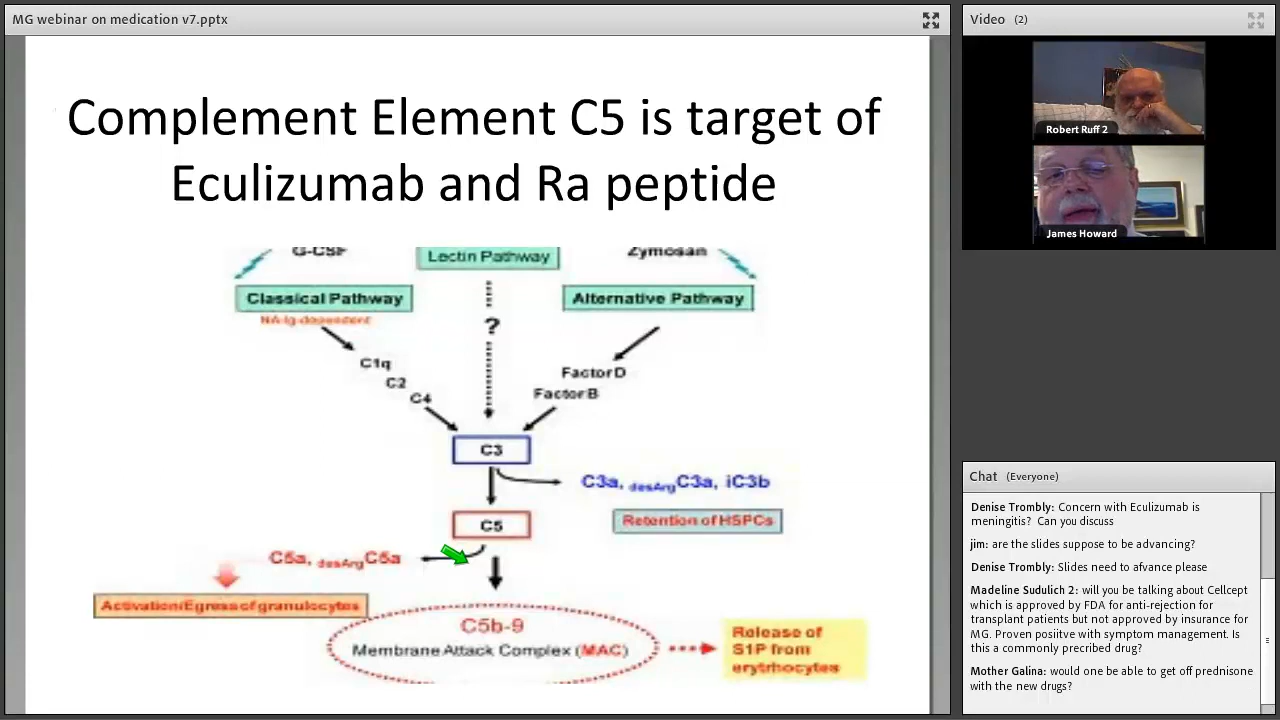 MG webinar on medication v7.pptx
Complement Element C5 is target of
Eculizumab and Ra peptide
G-CSF
Lectin Pathway
Zymosan
Classical Pathway
Alternative Pathway
NA-Ig-dependent
?
C1q
C2
C4
Factor D
Factor B
C3
C3a, desArgC3a, iC3b
C5
Retention of HSPCs
C5a, desArgC5a
Activation/Egress of granulocytes
C5b-9
Membrane Attack Complex (MAC)
Release of
S1P from
erytrhocytes
Video (2)
Robert Ruff 2
James Howard
Chat (Everyone)
Denise Trombly: Concern with Eculizumab is
meningitis? Can you discuss
jim: are the slides suppose to be advancing?
Denise Trombly: Slides need to afvance please
Madeline Sudulich 2: will you be talking about Cellcept
which is approved by FDA for anti-rejection for
transplant patients but not approved by insurance for
MG. Proven posiitve with symptom management. Is
this a commonly precribed drug?
Mother Galina: would one be able to get off prednisone
with the new drugs?